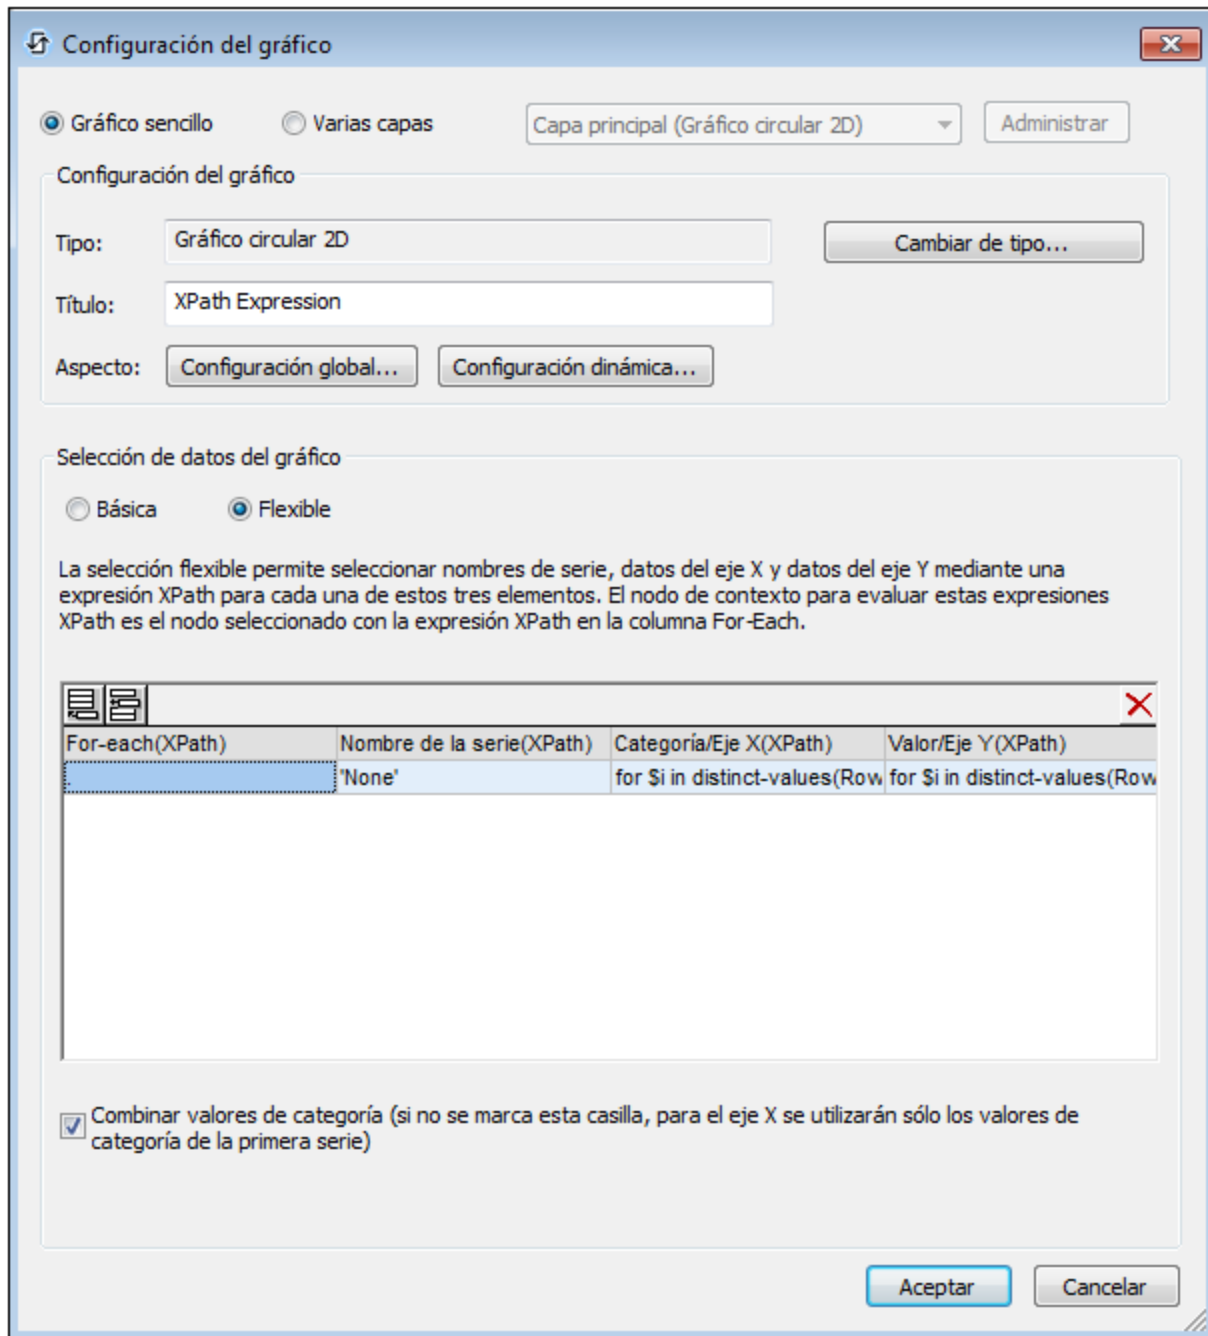 Configuración del gráfico
Gráfico sencillo Varias capas Capa principal (Gráfico circular 2D) Administrar
Configuración del gráfico
Tipo: Gráfico circular 2D Cambiar de tipo...
Título: XPath Expression
Aspecto: Configuración global... Configuración dinámica...
Selección de datos del gráfico
Básica Flexible
La selección flexible permite seleccionar nombres de serie, datos del eje X y datos del eje Y mediante una
expresión XPath para cada una de estos tres elementos. El nodo de contexto para evaluar estas expresiones
XPath es el nodo seleccionado con la expresión XPath en la columna For-Each.
For-each(XPath) Nombre de la serie(XPath) Categoría/Eje X(XPath) Valor/Eje Y(XPath)
. 'None' for $i in distinct-values(Row for $i in distinct-values(Row
Combinar valores de categoría (si no se marca esta casilla, para el eje X se utilizarán sólo los valores de
categoría de la primera serie)
Aceptar Cancelar